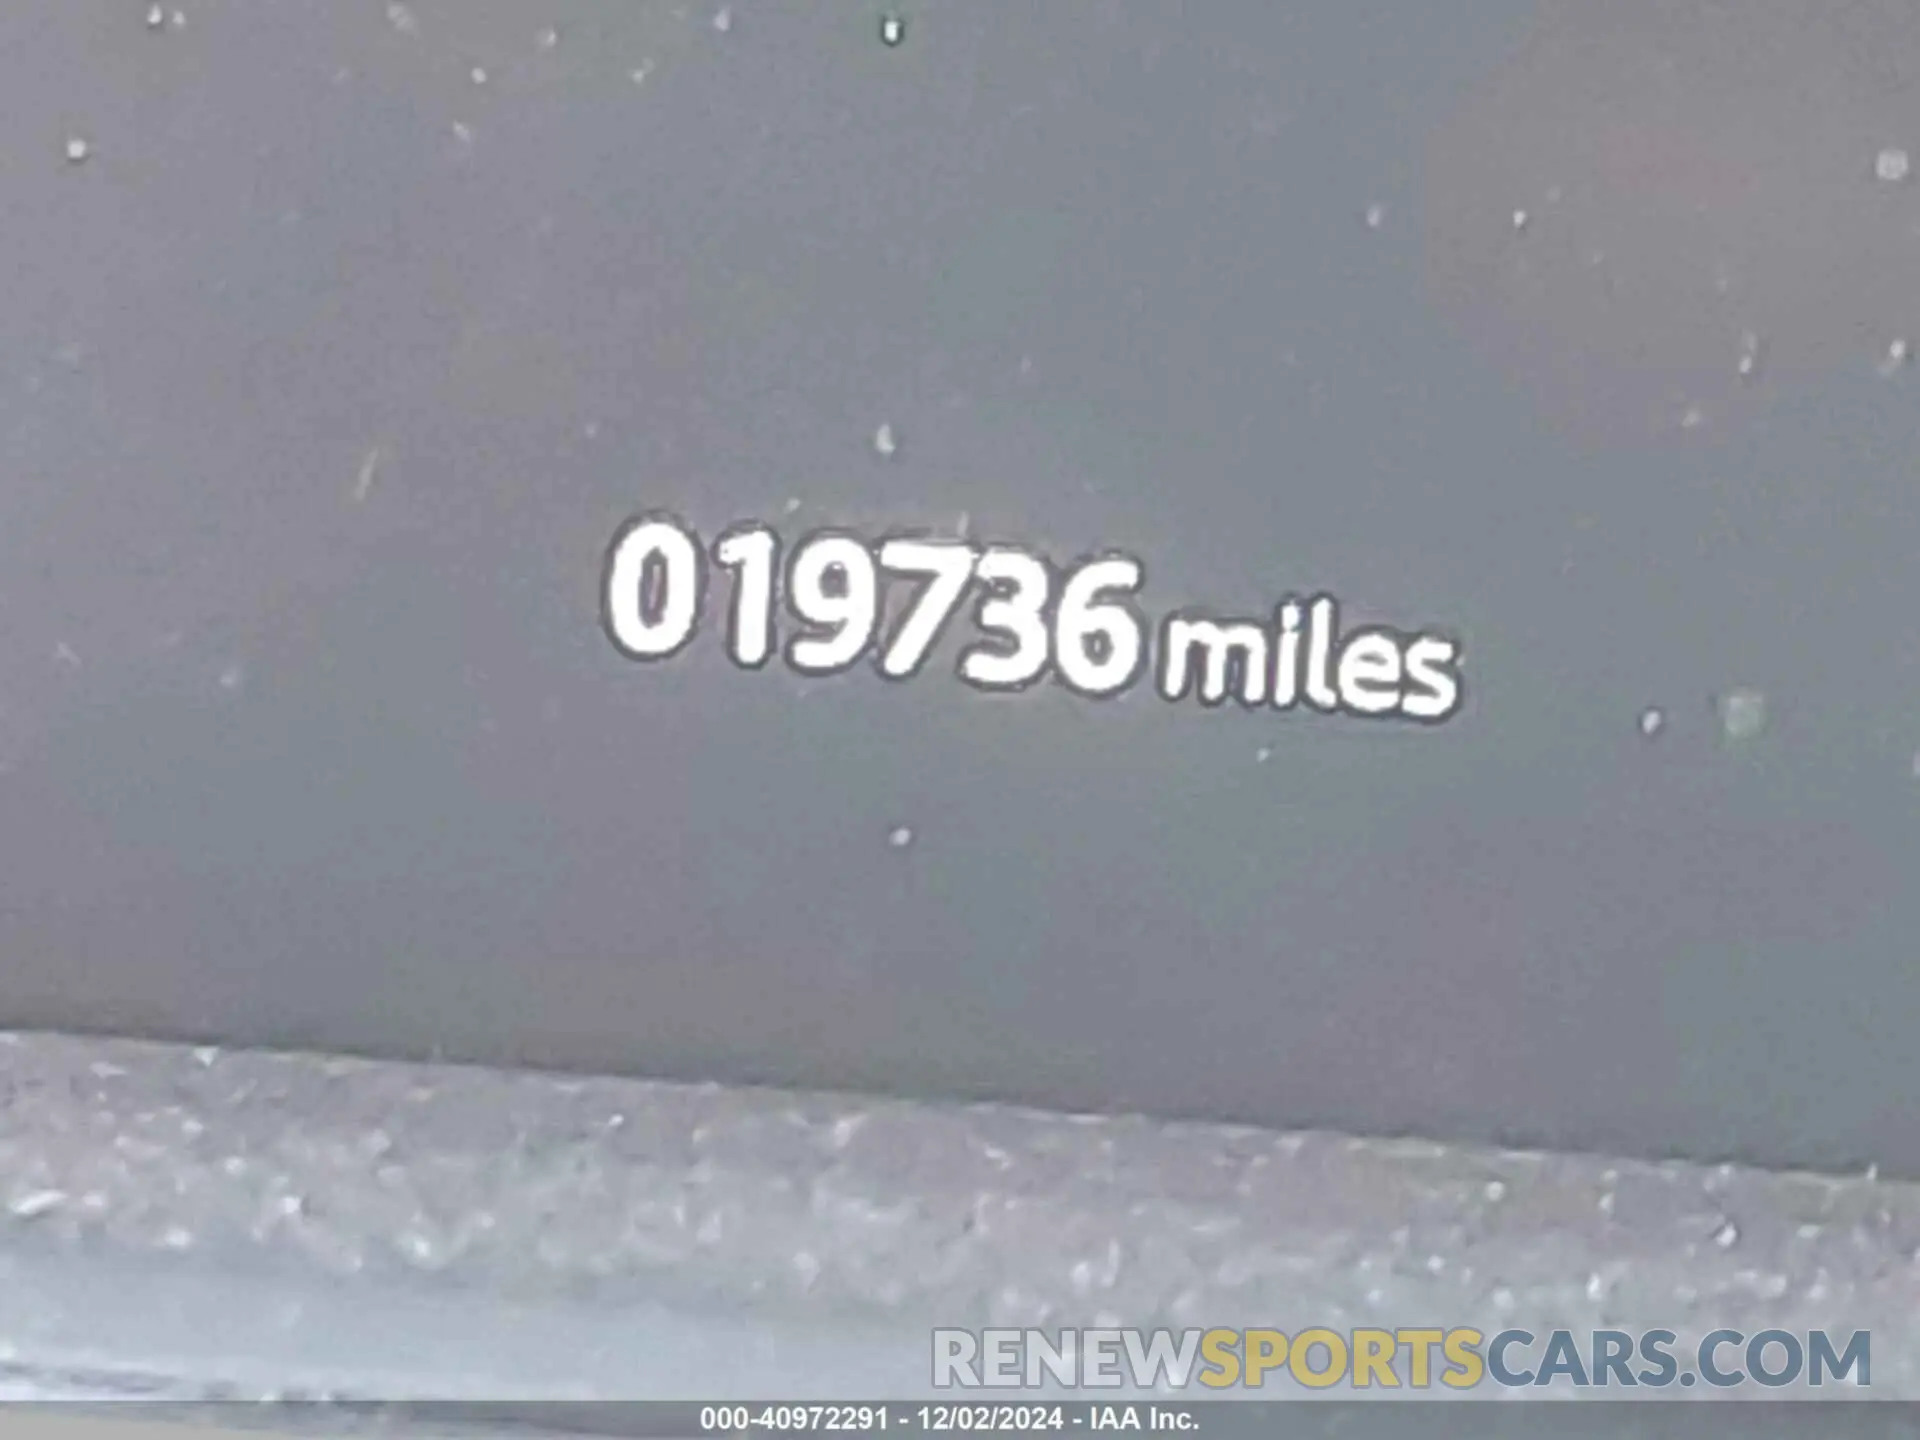 019736 miles
RENEWSPORTSCARS.COM
000-40972291 - 12/02/2024 - IAA Inc.